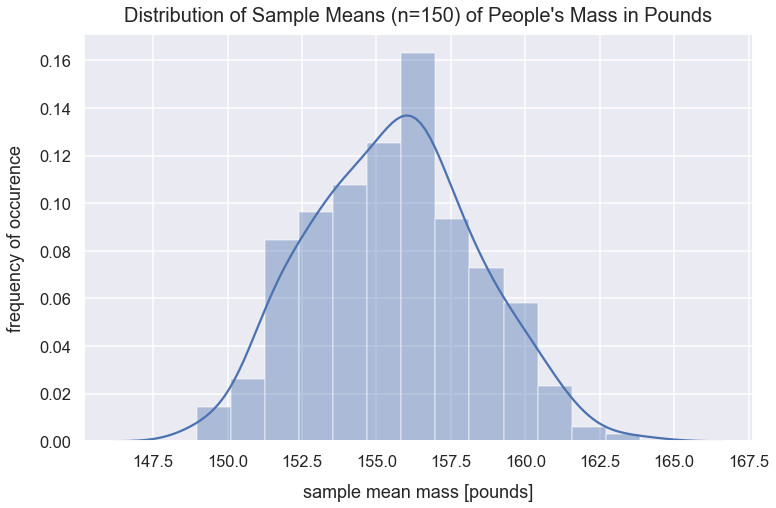 Distribution of Sample Means (n=150) of People's Mass in Pounds
frequency of occurence
0.16
0.14
0.12
0.10
0.08
0.06
0.04
0.02
0.00
147.5 150.0 152.5 155.0 157.5 160.0 162.5 165.0 167.5
sample mean mass [pounds]